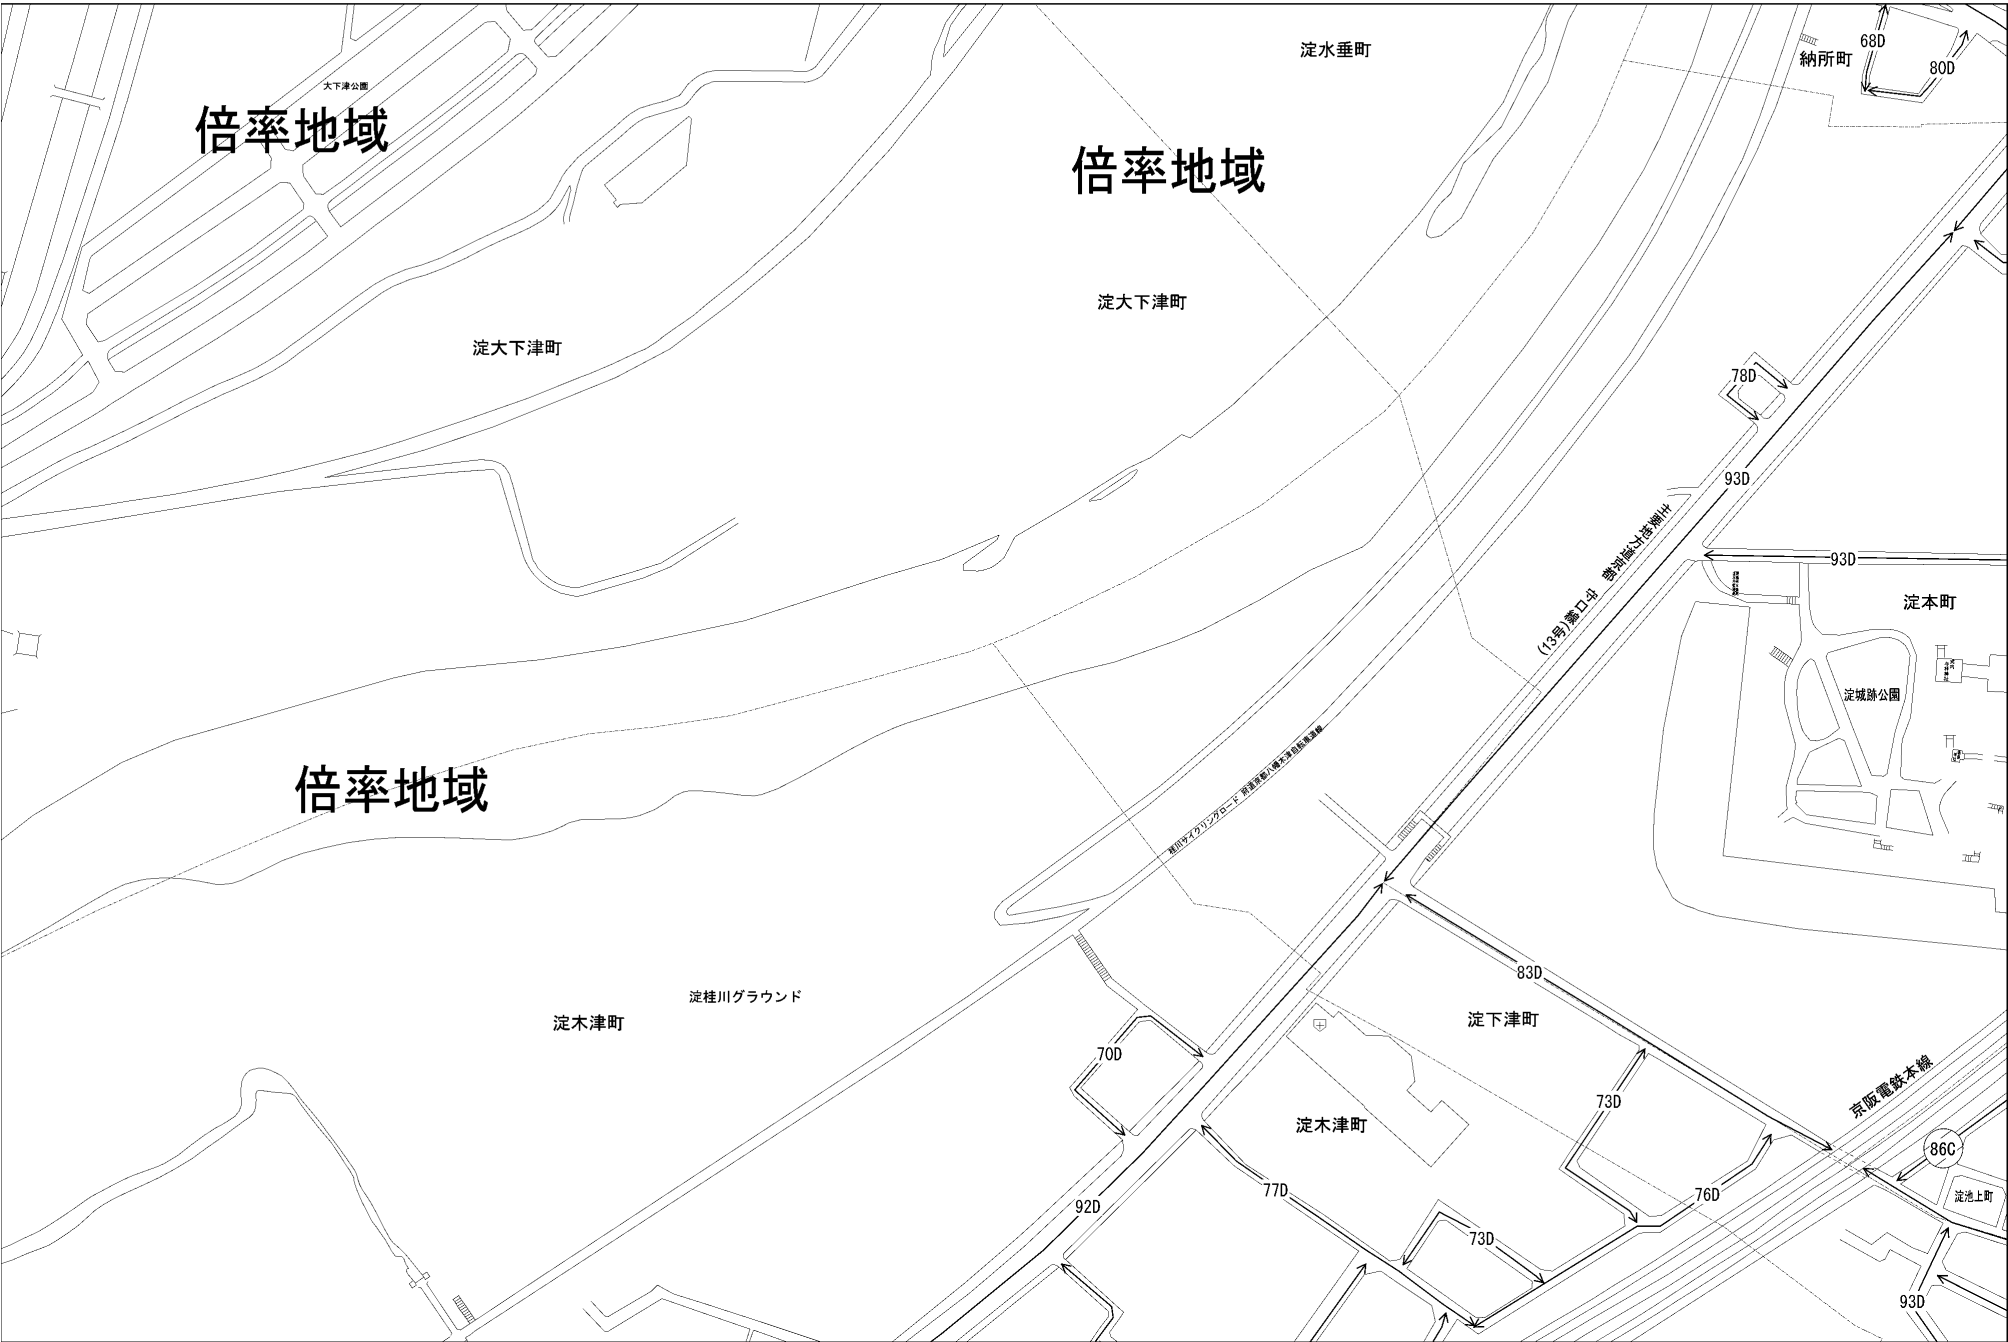 淀水垂町
納所町
68D
80D
大下津公園
倍率地域
倍率地域
淀大下津町
淀大下津町
78D
93D
主要地方道京都　守口線(13号)
93D
淀本町
淀城跡公園
倍率地域
桂川サイクリングロード 府道京都八幡木津自転車道線
83D
淀桂川グラウンド
淀木津町
淀下津町
70D
京阪電鉄本線
73D
淀木津町
86C
77D
76D
淀池上町
92D
73D
93D